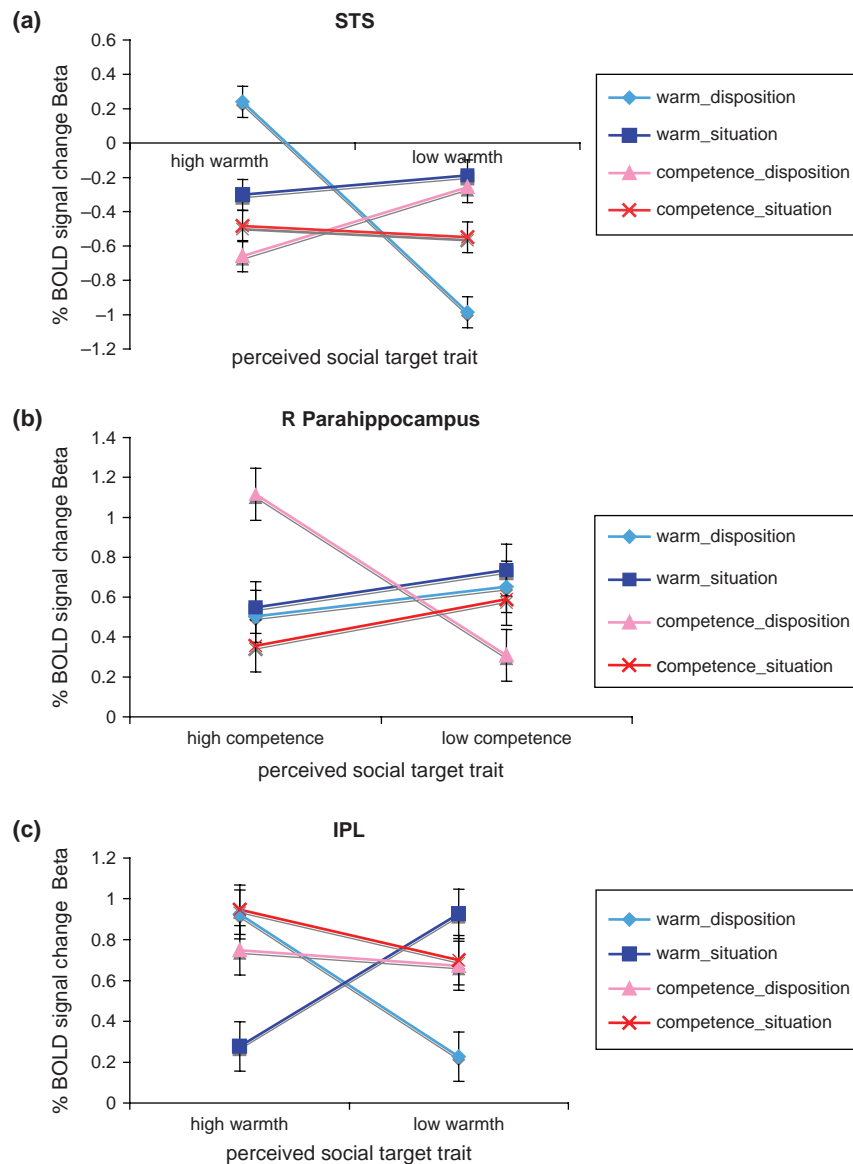 (a)
STS
% BOLD signal change Beta
0.6
0.4
0.2
0
−0.2
−0.4
−0.6
−0.8
−1
−1.2
high warmth
low warmth
perceived social target trait
warm_disposition
warm_situation
competence_disposition
competence_situation
(b)
R Parahippocampus
% BOLD signal change Beta
1.4
1.2
1
0.8
0.6
0.4
0.2
0
high competence
low competence
perceived social target trait
warm_disposition
warm_situation
competence_disposition
competence_situation
(c)
IPL
% BOLD signal change Beta
1.2
1
0.8
0.6
0.4
0.2
0
high warmth
low warmth
perceived social target trait
warm_disposition
warm_situation
competence_disposition
competence_situation